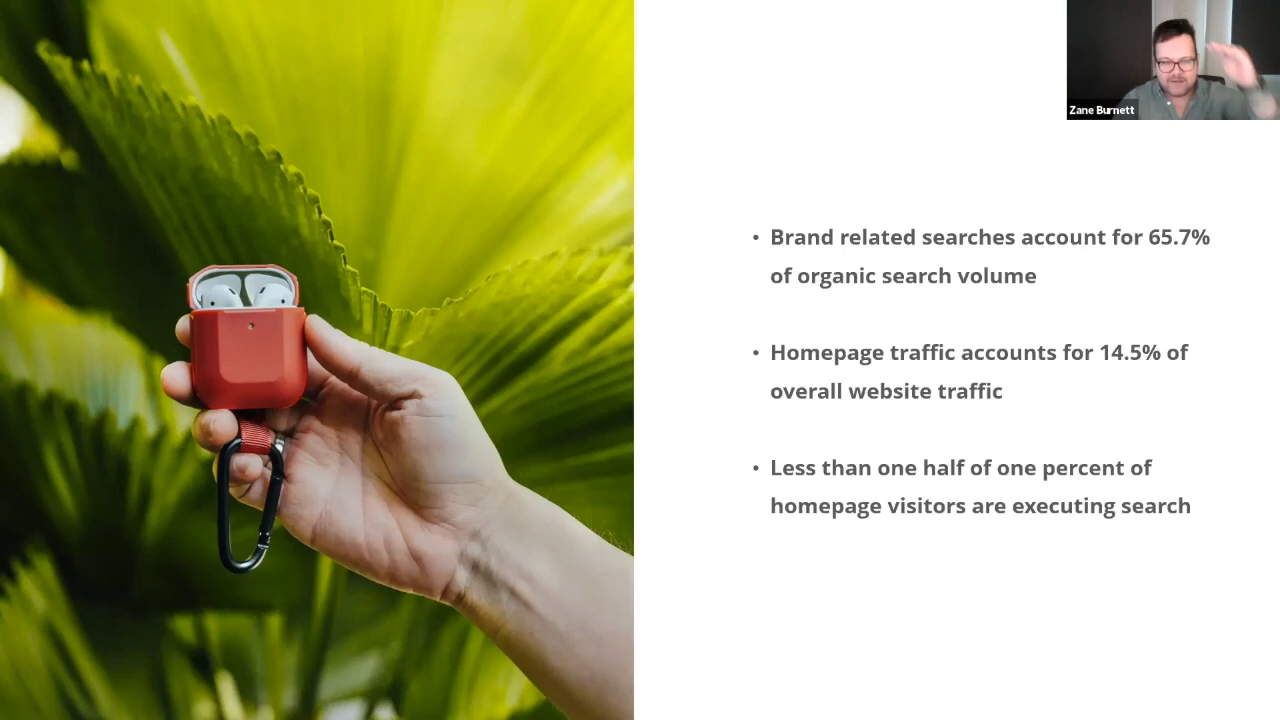 Zane Burnett
• Brand related searches account for 65.7%
of organic search volume
• Homepage traffic accounts for 14.5% of
overall website traffic
• Less than one half of one percent of
homepage visitors are executing search